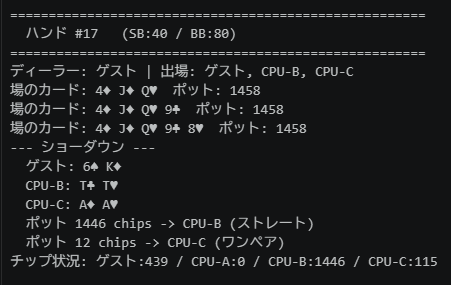 ====================================================
ハンド #17   (SB:40 / BB:80)
====================================================
ディーラー: ゲスト | 出場: ゲスト, CPU-B, CPU-C
場のカード: 4♦ J♦ Q♥  ポット: 1458
場のカード: 4♦ J♦ Q♥ 9♣  ポット: 1458
場のカード: 4♦ J♦ Q♥ 9♣ 8♥  ポット: 1458
--- ショーダウン ---
ゲスト: 6♠ K♦
CPU-B: T♣ T♥
CPU-C: A♦ A♥
ポット 1446 chips -> CPU-B (ストレート)
ポット 12 chips -> CPU-C (ワンペア)
チップ状況: ゲスト:439 / CPU-A:0 / CPU-B:1446 / CPU-C:115